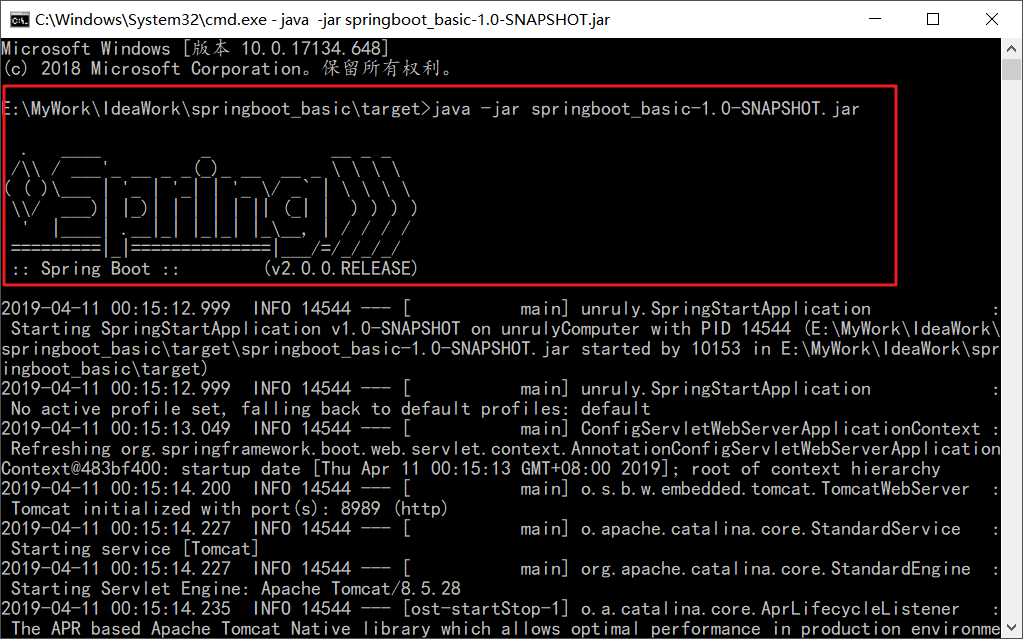 C:\Windows\System32\cmd.exe - java  -jar springboot_basic-1.0-SNAPSHOT.jar
Microsoft Windows [版本 10.0.17134.648]
(c) 2018 Microsoft Corporation。保留所有权利。
E:\MyWork\IdeaWork\springboot_basic\target>java -jar springboot_basic-1.0-SNAPSHOT.jar
Spring
:: Spring Boot ::        (v2.0.0.RELEASE)
2019-04-11 00:15:12.999  INFO 14544 --- [           main] unruly.SpringStartApplication            :
Starting SpringStartApplication v1.0-SNAPSHOT on unrulyComputer with PID 14544 (E:\MyWork\IdeaWork\
springboot_basic\target\springboot_basic-1.0-SNAPSHOT.jar started by 10153 in E:\MyWork\IdeaWork\spr
ingboot_basic\target)
2019-04-11 00:15:12.999  INFO 14544 --- [           main] unruly.SpringStartApplication            :
No active profile set, falling back to default profiles: default
2019-04-11 00:15:13.049  INFO 14544 --- [           main] ConfigServletWebServerApplicationContext :
Refreshing org.springframework.boot.web.servlet.context.AnnotationConfigServletWebServerApplication
Context@483bf400: startup date [Thu Apr 11 00:15:13 GMT+08:00 2019]; root of context hierarchy
2019-04-11 00:15:14.200  INFO 14544 --- [           main] o.s.b.w.embedded.tomcat.TomcatWebServer  :
Tomcat initialized with port(s): 8989 (http)
2019-04-11 00:15:14.227  INFO 14544 --- [           main] o.apache.catalina.core.StandardService   :
Starting service [Tomcat]
2019-04-11 00:15:14.227  INFO 14544 --- [           main] org.apache.catalina.core.StandardEngine  :
Starting Servlet Engine: Apache Tomcat/8.5.28
2019-04-11 00:15:14.235  INFO 14544 --- [ost-startStop-1] o.a.catalina.core.AprLifecycleListener   :
The APR based Apache Tomcat Native library which allows optimal performance in production environme